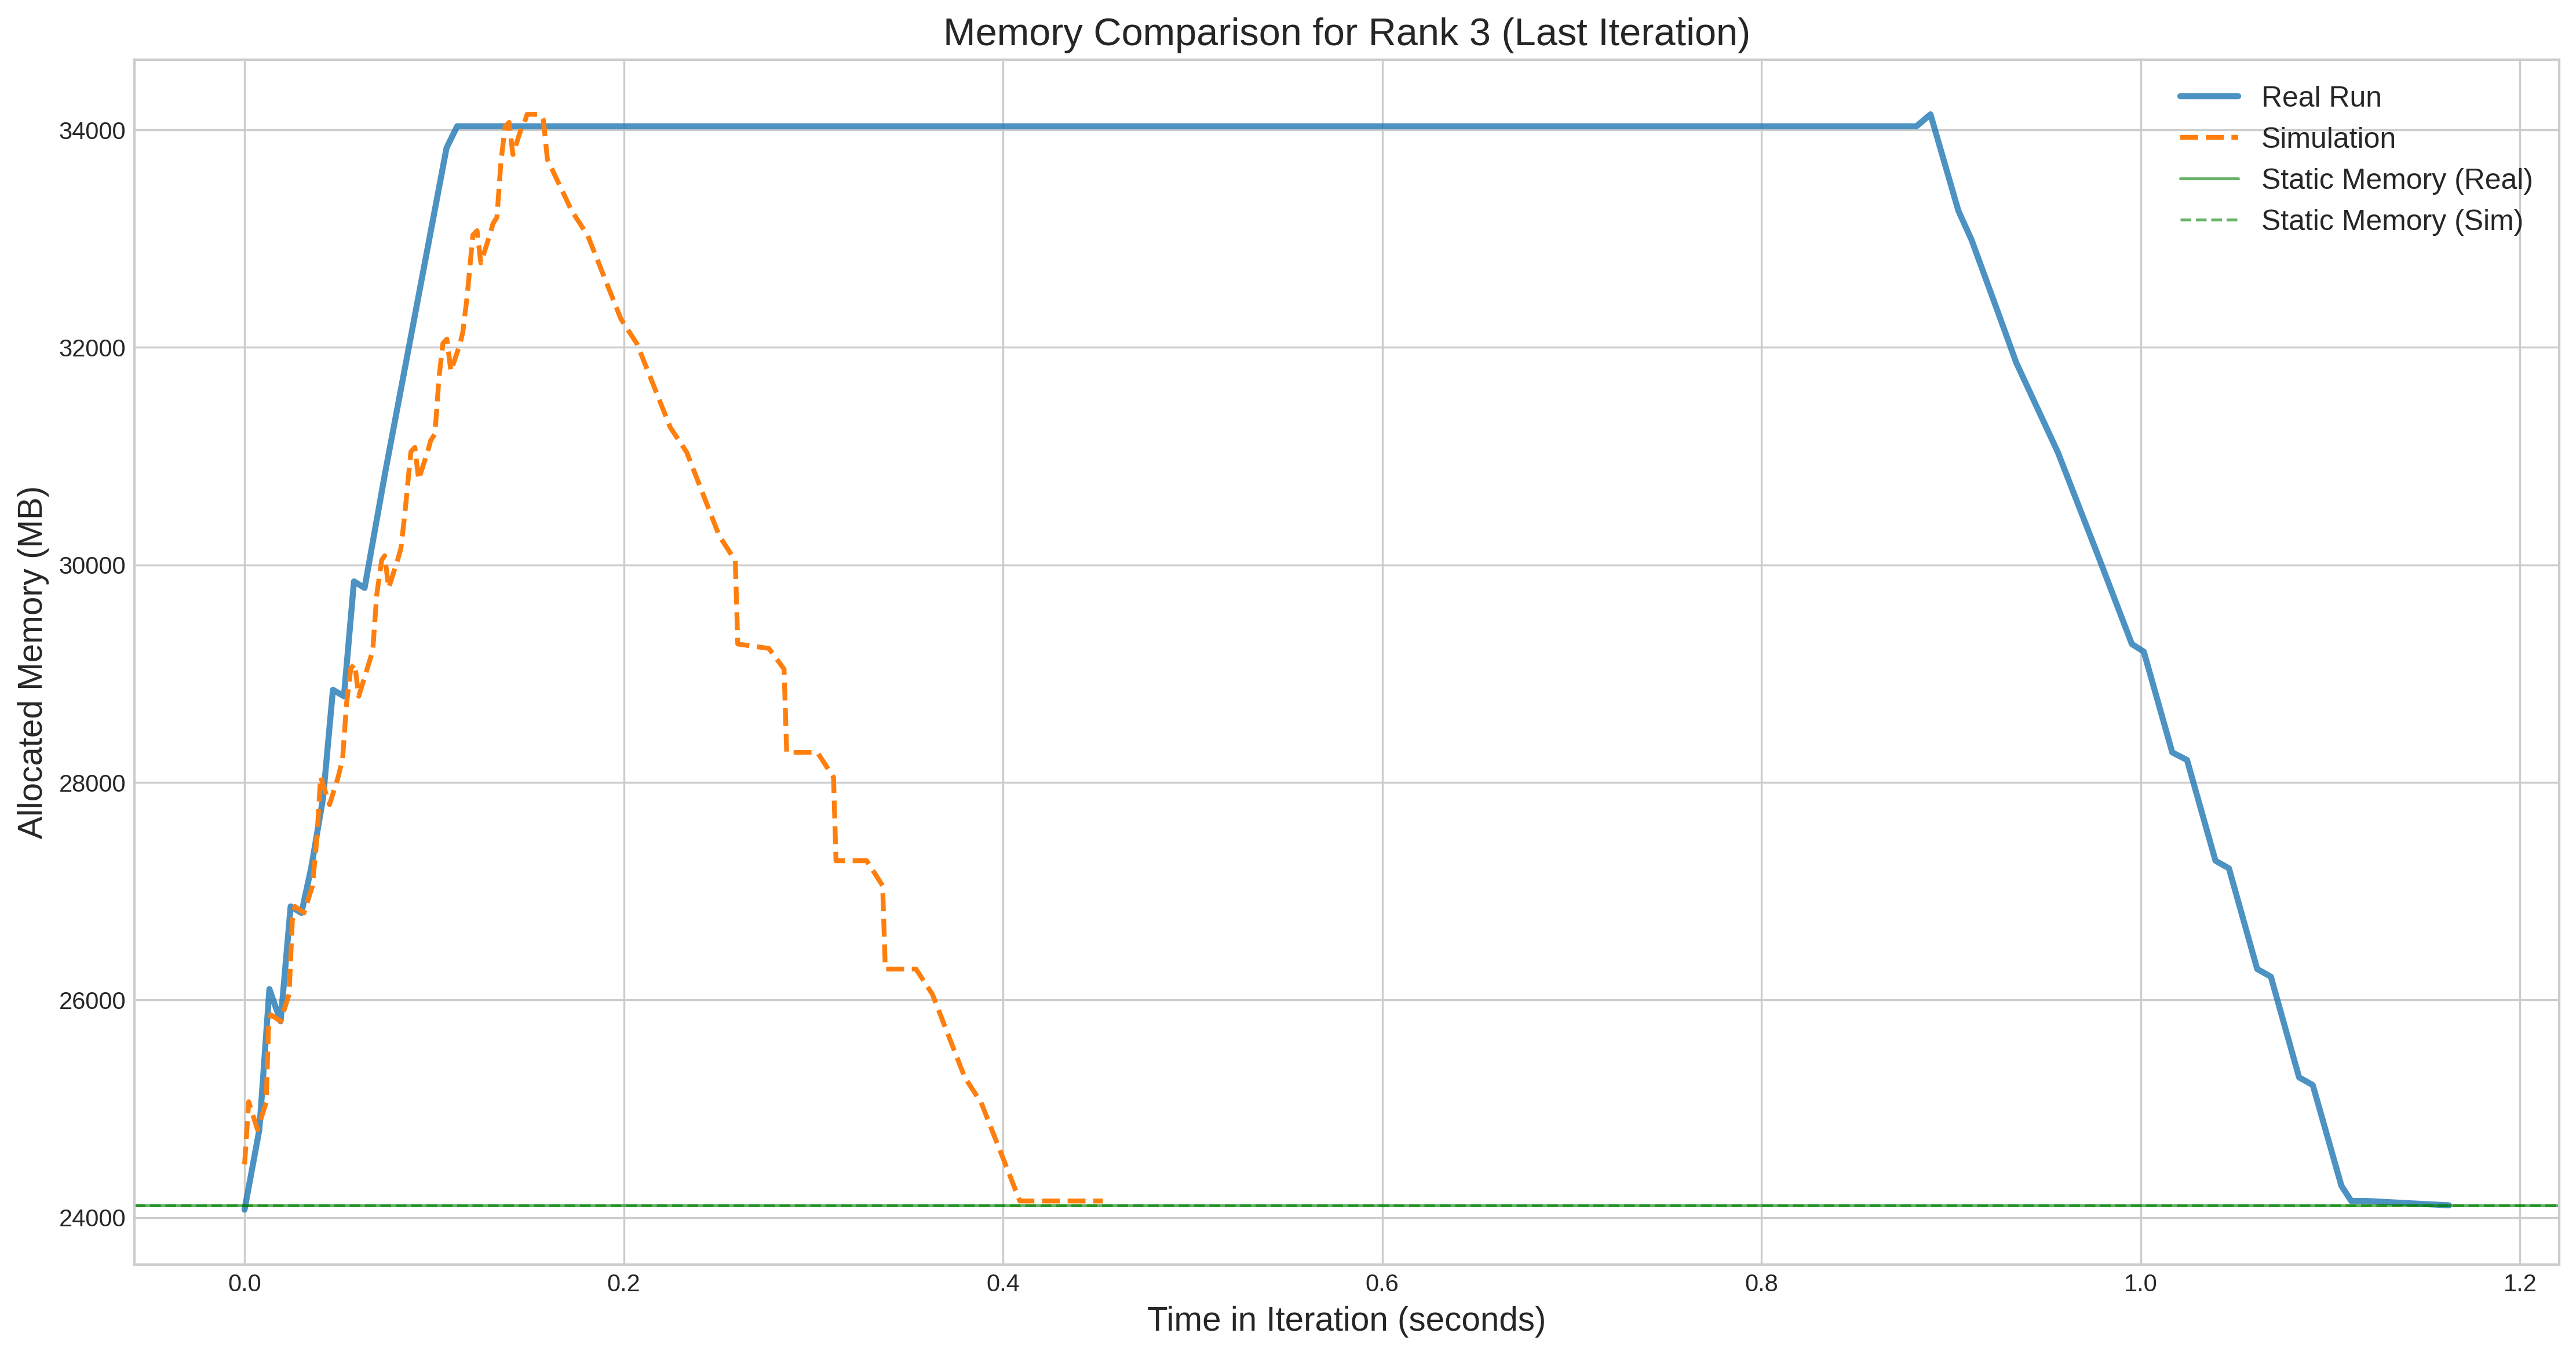 Memory Comparison for Rank 3 (Last Iteration)
Real Run
Simulation
Static Memory (Real)
Static Memory (Sim)
Allocated Memory (MB)
34000
32000
30000
28000
26000
24000
0.0
0.2
0.4
0.6
0.8
1.0
1.2
Time in Iteration (seconds)